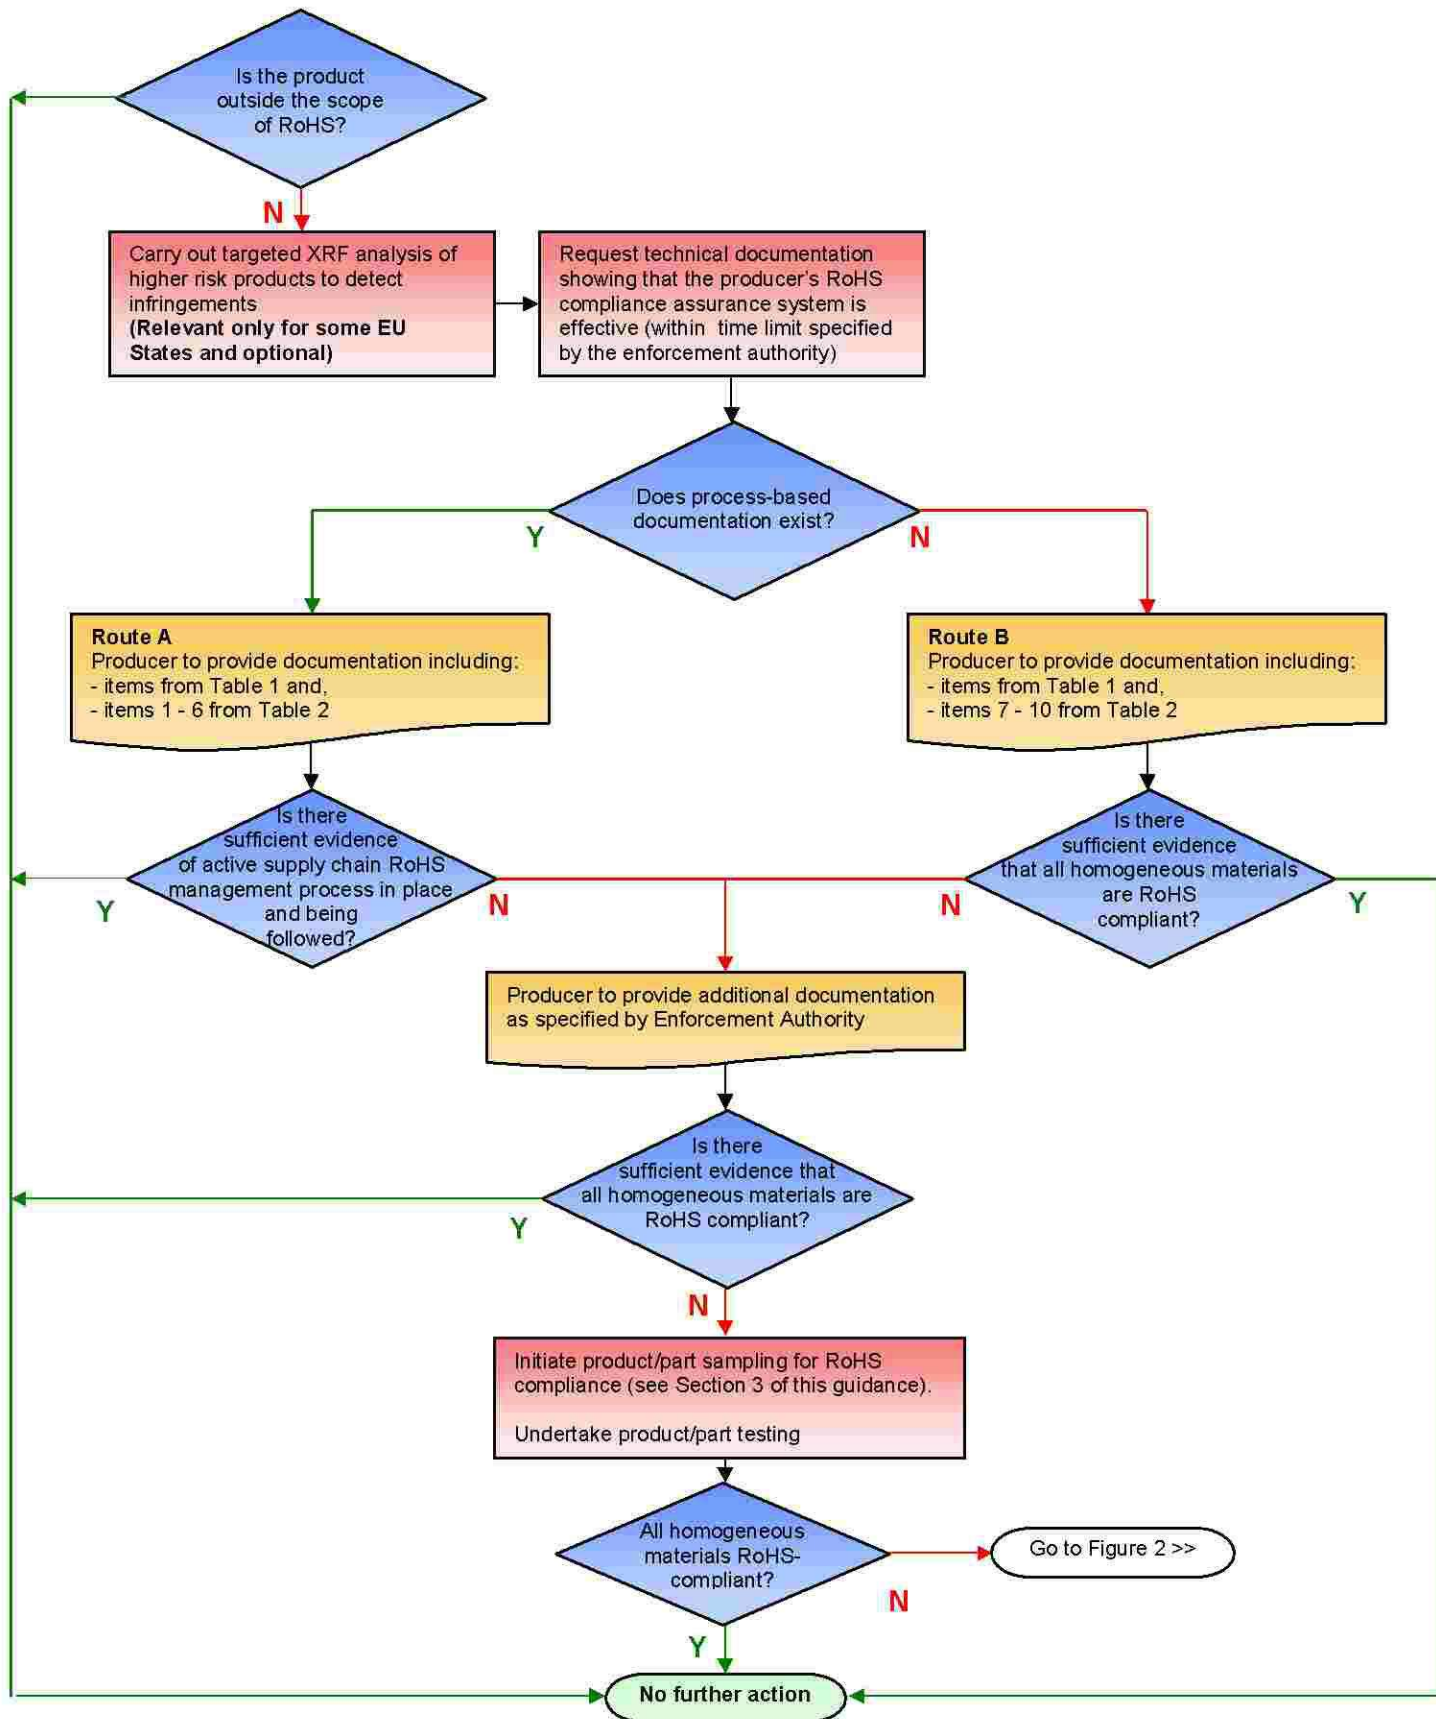 Is the product
outside the scope
of RoHS?
N
Carry out targeted XRF analysis of
higher risk products to detect
infringements
(Relevant only for some EU
States and optional)
Request technical documentation
showing that the producer's RoHS
compliance assurance system is
effective (within time limit specified
by the enforcement authority)
Does process-based
documentation exist?
Y
N
Route A
Producer to provide documentation including:
- items from Table 1 and,
- items 1 - 6 from Table 2
Route B
Producer to provide documentation including:
- items from Table 1 and,
- items 7 - 10 from Table 2
Is there
sufficient evidence
of active supply chain RoHS
management process in place
and being
followed?
Y
N
Is there
sufficient evidence
that all homogeneous materials
are RoHS
compliant?
N
Y
Producer to provide additional documentation
as specified by Enforcement Authority
Is there
sufficient evidence that
all homogeneous materials are
RoHS compliant?
Y
N
Initiate product/part sampling for RoHS
compliance (see Section 3 of this guidance).
Undertake product/part testing
All homogeneous
materials RoHS-
compliant?
N
Go to Figure 2 >>
Y
No further action